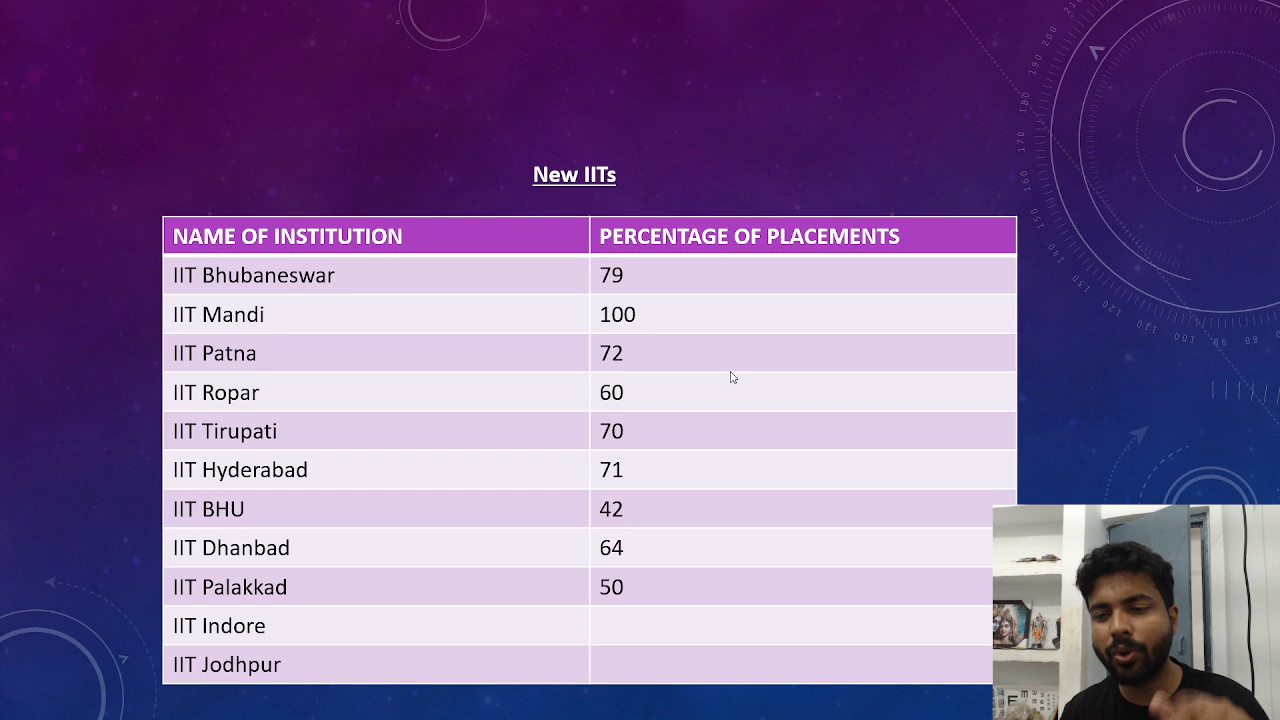 New IITs
NAME OF INSTITUTION PERCENTAGE OF PLACEMENTS
IIT Bhubaneswar 79
IIT Mandi 100
IIT Patna 72
IIT Ropar 60
IIT Tirupati 70
IIT Hyderabad 71
IIT BHU 42
IIT Dhanbad 64
IIT Palakkad 50
IIT Indore
IIT Jodhpur